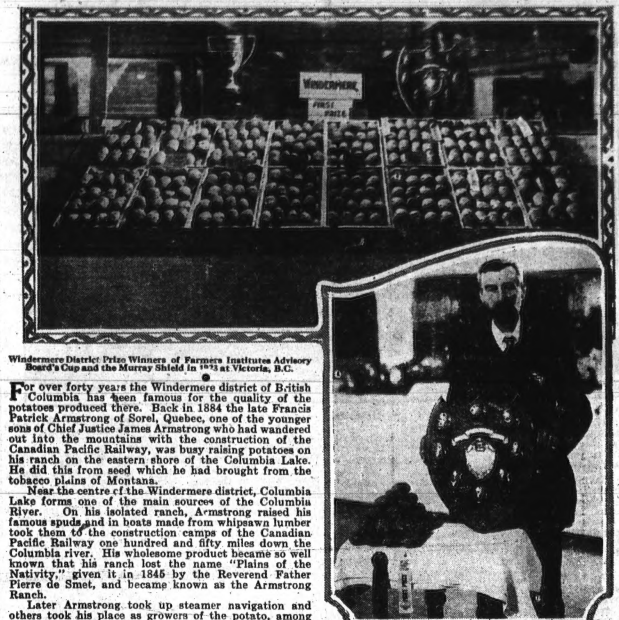 WINDERMERE
FIRST
PRIZE
Windermere District Prize Winners of Farmers Institutes Advisory
Board's Cup and the Murray Shield in 1923 at Victoria, B.C.
For over forty years the Windermere district of British
Columbia has been famous for the quality of the
potatoes produced there. Back in 1884 the late Francis
Patrick Armstrong of Sorel, Quebec, one of the younger
sons of Chief Justice James Armstrong who had wandered
out into the mountains with the construction of the
Canadian Pacific Railway, was busy raising potatoes on
his ranch on the eastern shore of the Columbia Lake.
He did this from seed which he had brought from the
tobacco plains of Montana.
Near the centre of the Windermere district, Columbia
Lake forms one of the main sources of the Columbia
River. On his isolated ranch, Armstrong raised his
famous spuds and in boats made from whipsawn lumber
took them to the construction camps of the Canadian
Pacific Railway one hundred and fifty miles down the
Columbia river. His wholesome product became so well
known that his ranch lost the name "Plains of the
Nativity," given it in 1845 by the Reverend Father
Pierre de Smet, and became known as the Armstrong
Ranch.
Later Armstrong took up steamer navigation and
others took his place as growers of the potato, among